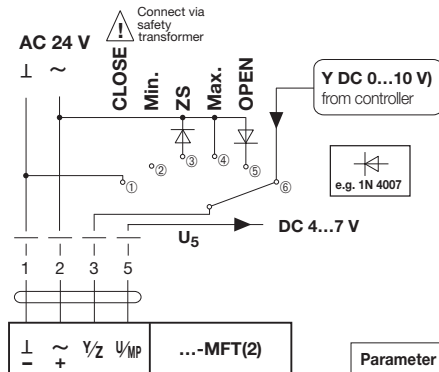 Connect via
safety
transformer
AC 24 V
⊥ ~
CLOSE
Min.
ZS
Max.
OPEN
Y DC 0...10 V)
from controller
① ② ③ ④ ⑤ ⑥
e.g. 1N 4007
U5
DC 4...7 V
1 2 3 5
⊥ ~ Y/Z U/MP ...-MFT(2)
– +
Parameter